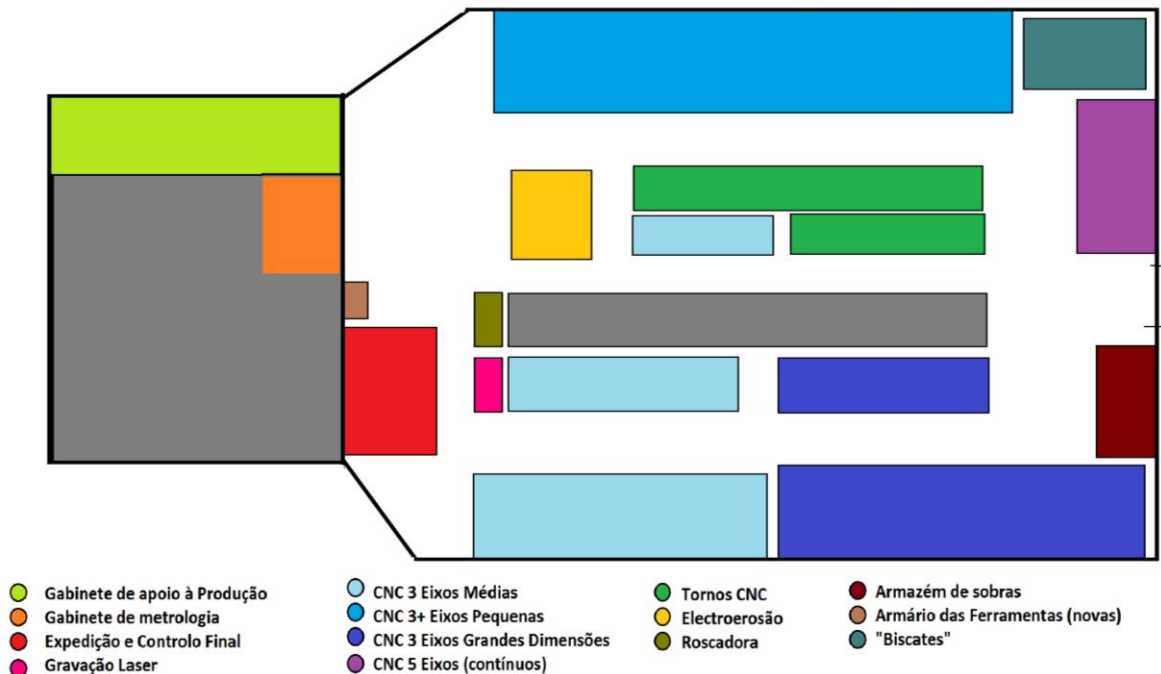 Gabinete de apoio à Produção
Gabinete de metrologia
Expedição e Controlo Final
Gravação Laser
CNC 3 Eixos Médias
CNC 3+ Eixos Pequenas
CNC 3 Eixos Grandes Dimensões
CNC 5 Eixos (contínuos)
Tornos CNC
Electroerosão
Roscadora
Armazém de sobras
Armário das Ferramentas (novas)
"Biscates"